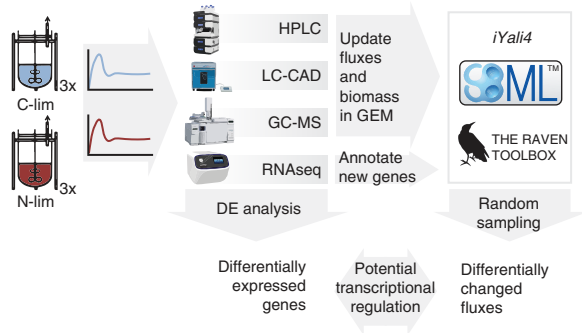 3x
C-lim
3x
N-lim
HPLC
LC-CAD
GC-MS
RNAseq
Update
fluxes
and
biomass
in GEM
Annotate
new genes
iYali4
SBML™
THE RAVEN
TOOLBOX
DE analysis
Random
sampling
Differentially
expressed
genes
Potential
transcriptional
regulation
Differentially
changed
fluxes